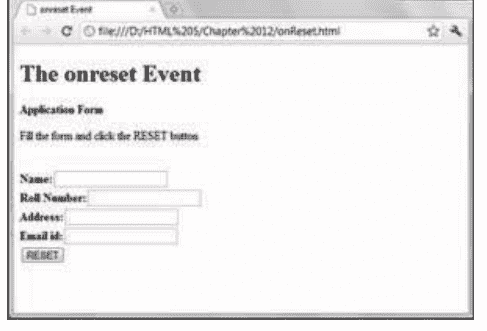 onreset Event
file:///D:/HTML%205/Chapter%2012/onReset.html
The onreset Event
Application Form
Fill the form and click the RESET button
Name:
Roll Number:
Address:
Email id:
RESET